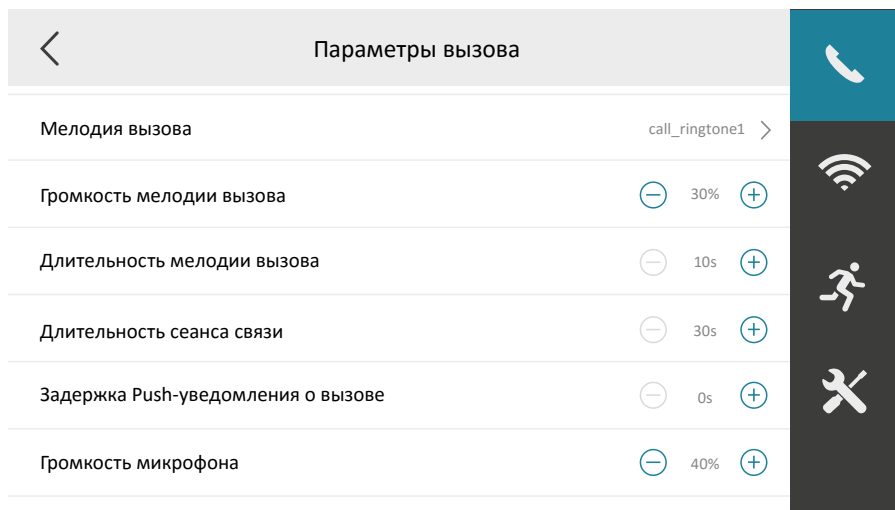 Параметры вызова
Мелодия вызова call_ringtone1
Громкость мелодии вызова 30%
Длительность мелодии вызова 10s
Длительность сеанса связи 30s
Задержка Push-уведомления о вызове 0s
Громкость микрофона 40%